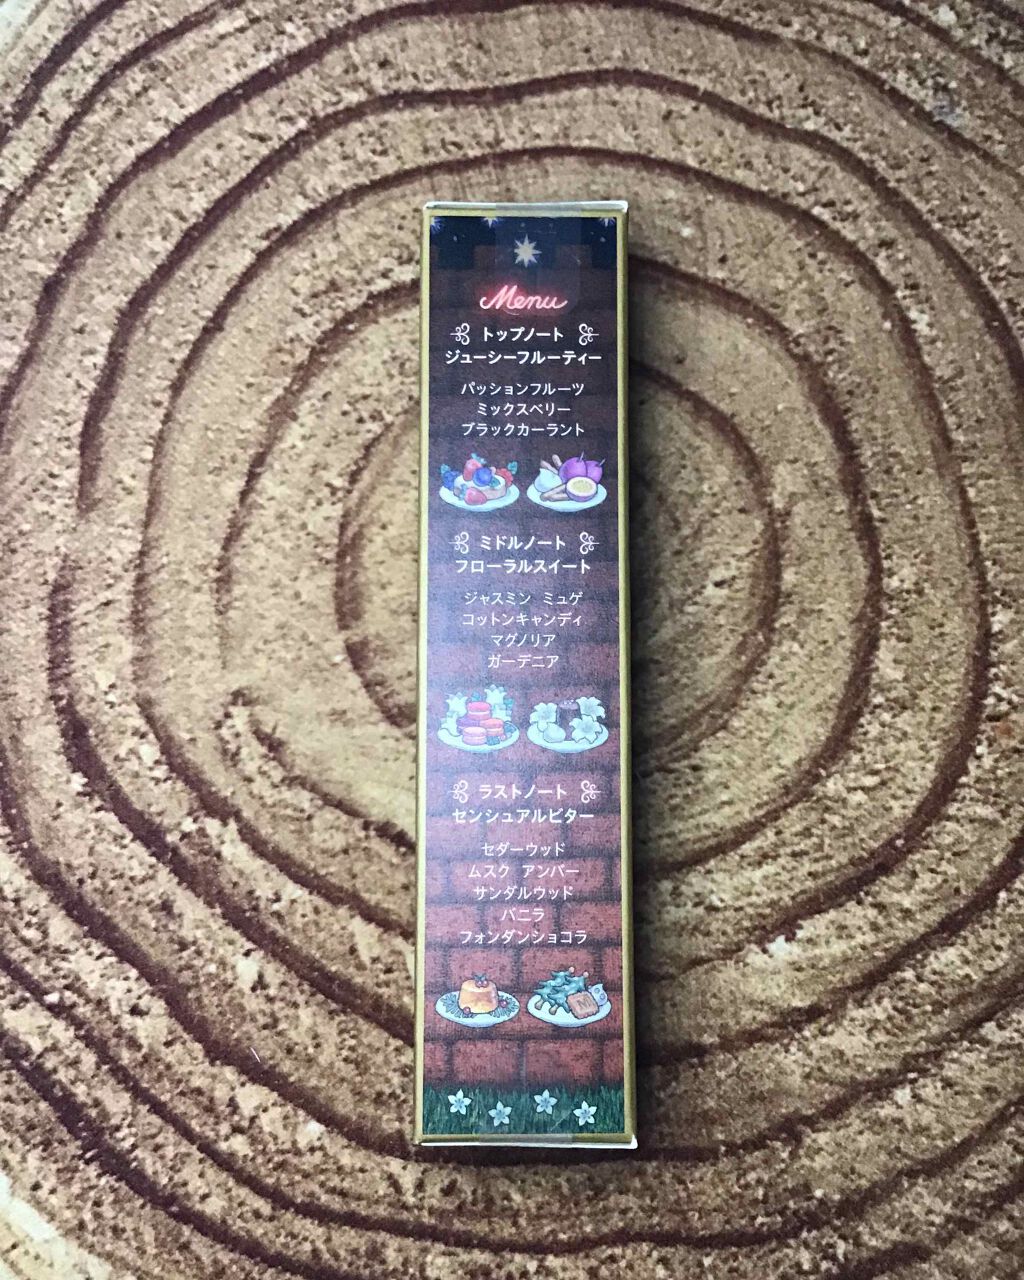 Menu
トップノート
ジューシーフルーティー
パッションフルーツ
ミックスベリー
ブラックカーラント
ミドルノート
フローラルスイート
ジャスミン ミュゲ
コットンキャンディ
マグノリア
ガーデニア
ラストノート
センシュアルビター
セダーウッド
ムスク アンバー
サンダルウッド
バニラ
フォンダンショコラ
M